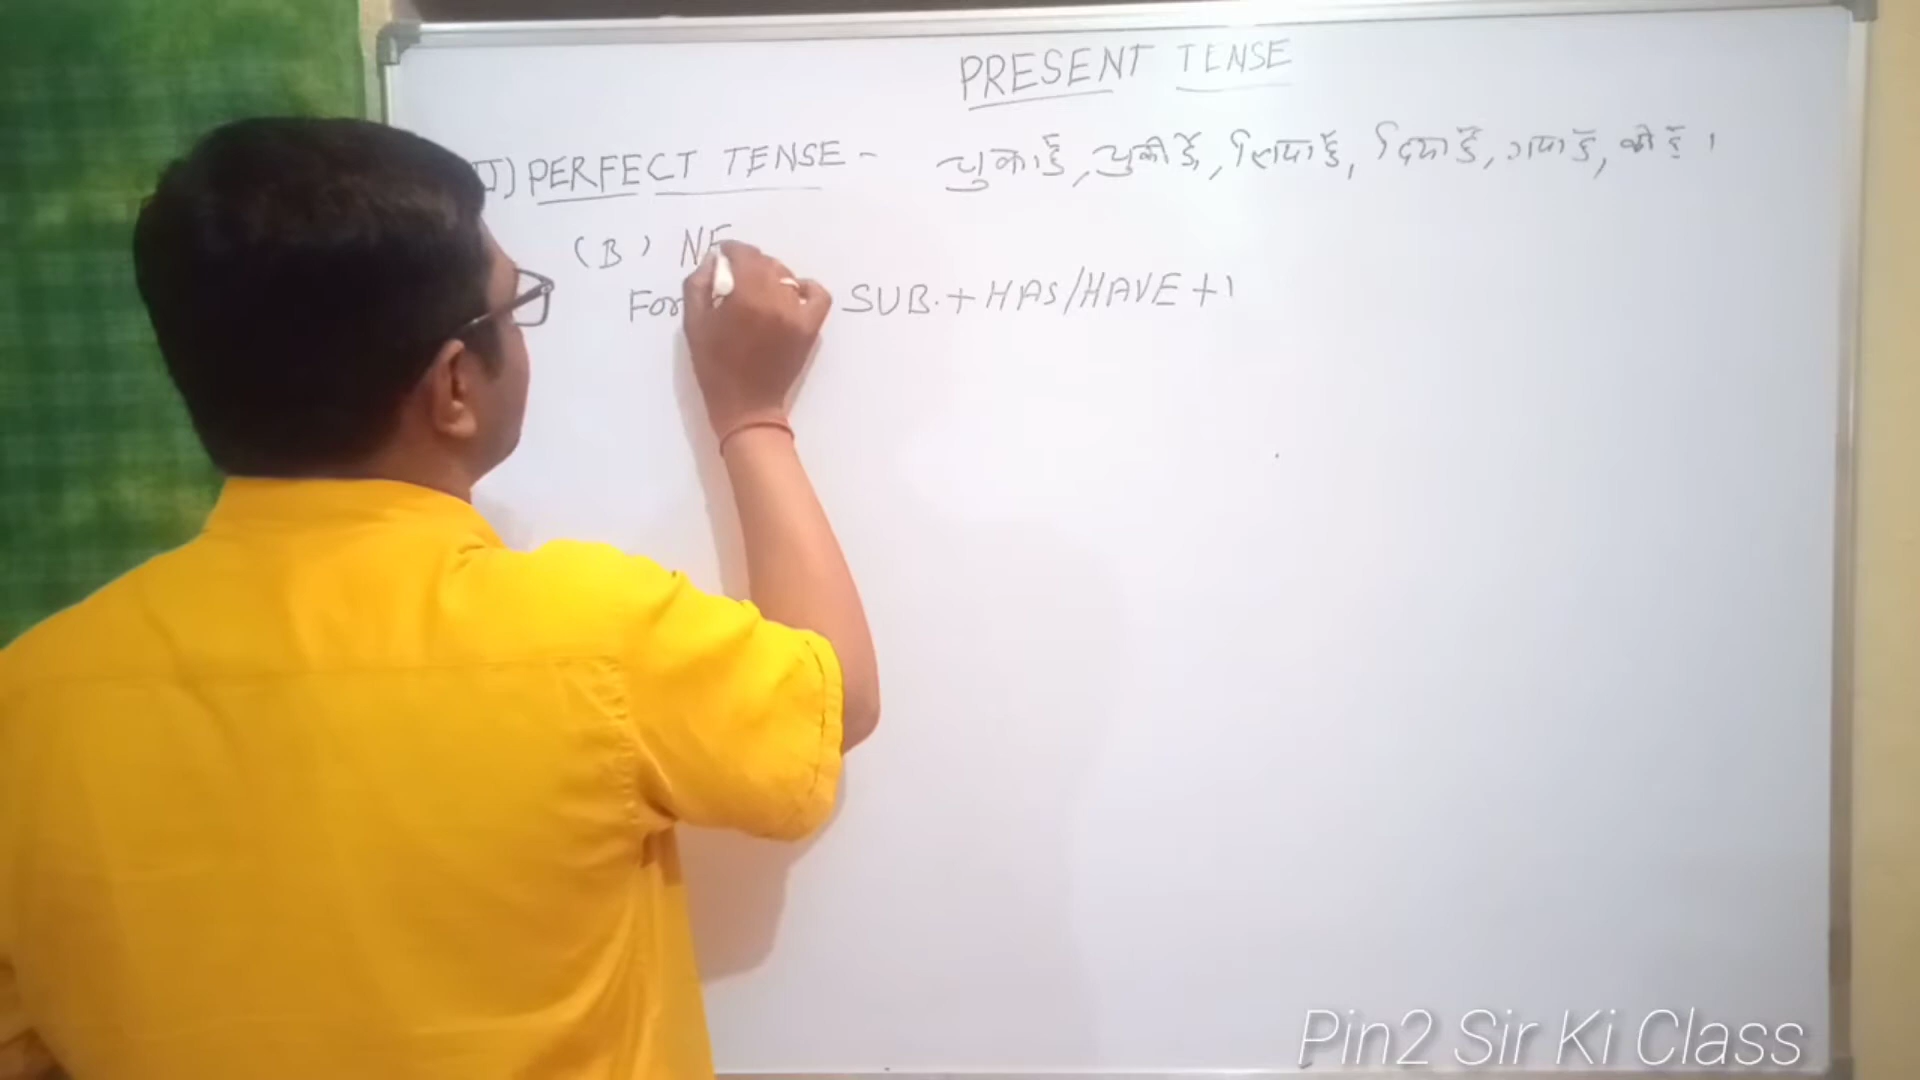 PRESENT TENSE
PERFECT TENSE - चुका है, चुकी है, लिया है, दिया है, गया है, की है।
(B) NE
For SUB. + HAS/HAVE +
Pin2 Sir Ki Class